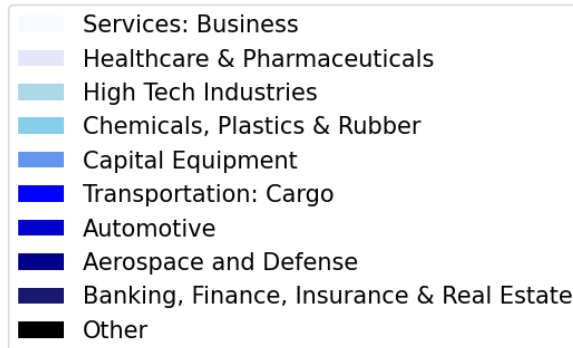 Services: Business
Healthcare & Pharmaceuticals
High Tech Industries
Chemicals, Plastics & Rubber
Capital Equipment
Transportation: Cargo
Automotive
Aerospace and Defense
Banking, Finance, Insurance & Real Estate
Other